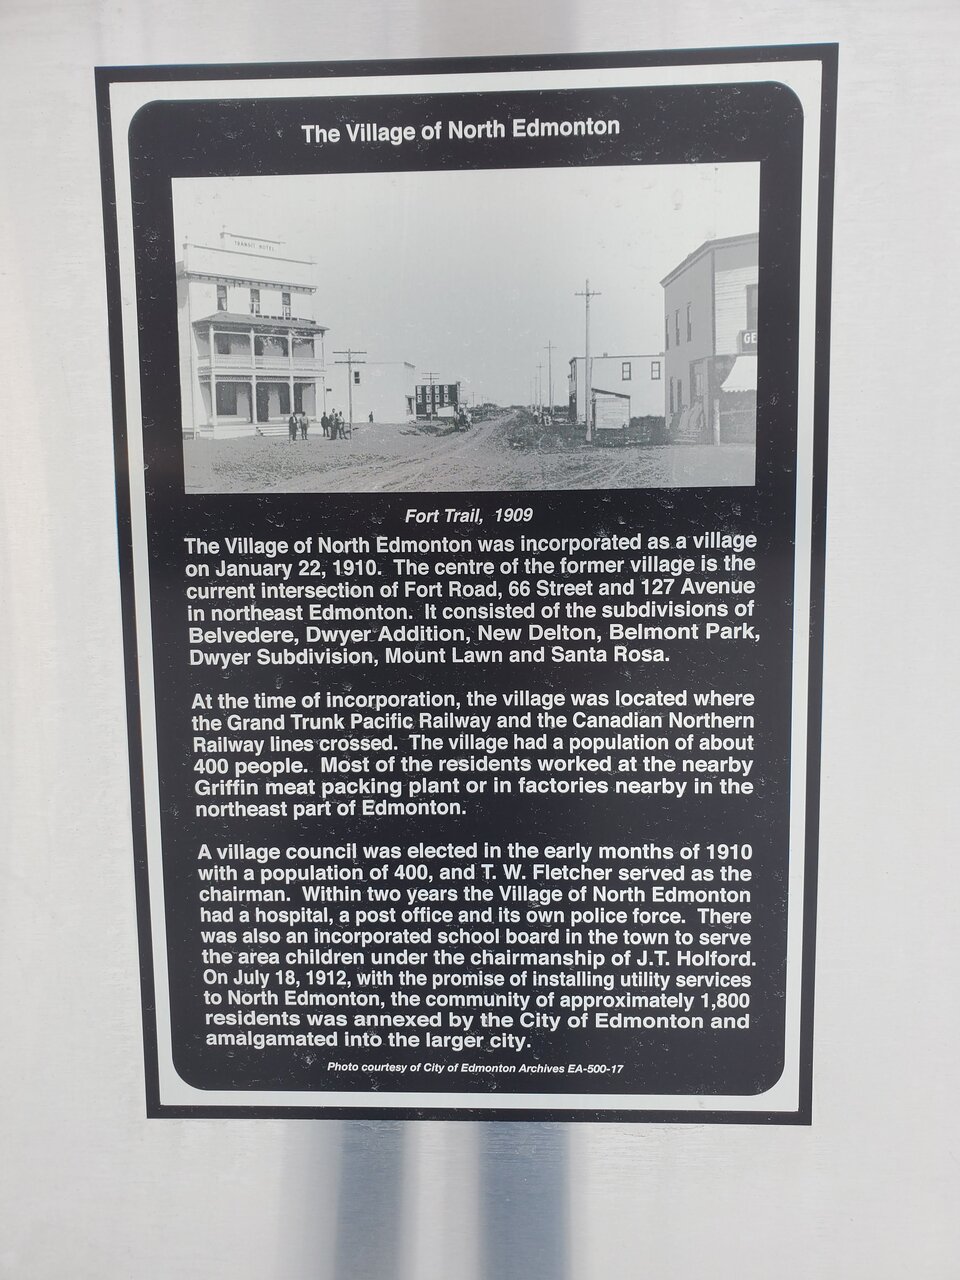 The Village of North Edmonton
TRANSIT HOTEL
GE
Fort Trail, 1909
The Village of North Edmonton was incorporated as a village
on January 22, 1910. The centre of the former village is the
current intersection of Fort Road, 66 Street and 127 Avenue
in northeast Edmonton. It consisted of the subdivisions of
Belvedere, Dwyer Addition, New Delton, Belmont Park,
Dwyer Subdivision, Mount Lawn and Santa Rosa.
At the time of incorporation, the village was located where
the Grand Trunk Pacific Railway and the Canadian Northern
Railway lines crossed. The village had a population of about
400 people. Most of the residents worked at the nearby
Griffin meat packing plant or in factories nearby in the
northeast part of Edmonton.
A village council was elected in the early months of 1910
with a population of 400, and T. W. Fletcher served as the
chairman. Within two years the Village of North Edmonton
had a hospital, a post office and its own police force. There
was also an incorporated school board in the town to serve
the area children under the chairmanship of J.T. Holford.
On July 18, 1912, with the promise of installing utility services
to North Edmonton, the community of approximately 1,800
residents was annexed by the City of Edmonton and
amalgamated into the larger city.
Photo courtesy of City of Edmonton Archives EA-500-17